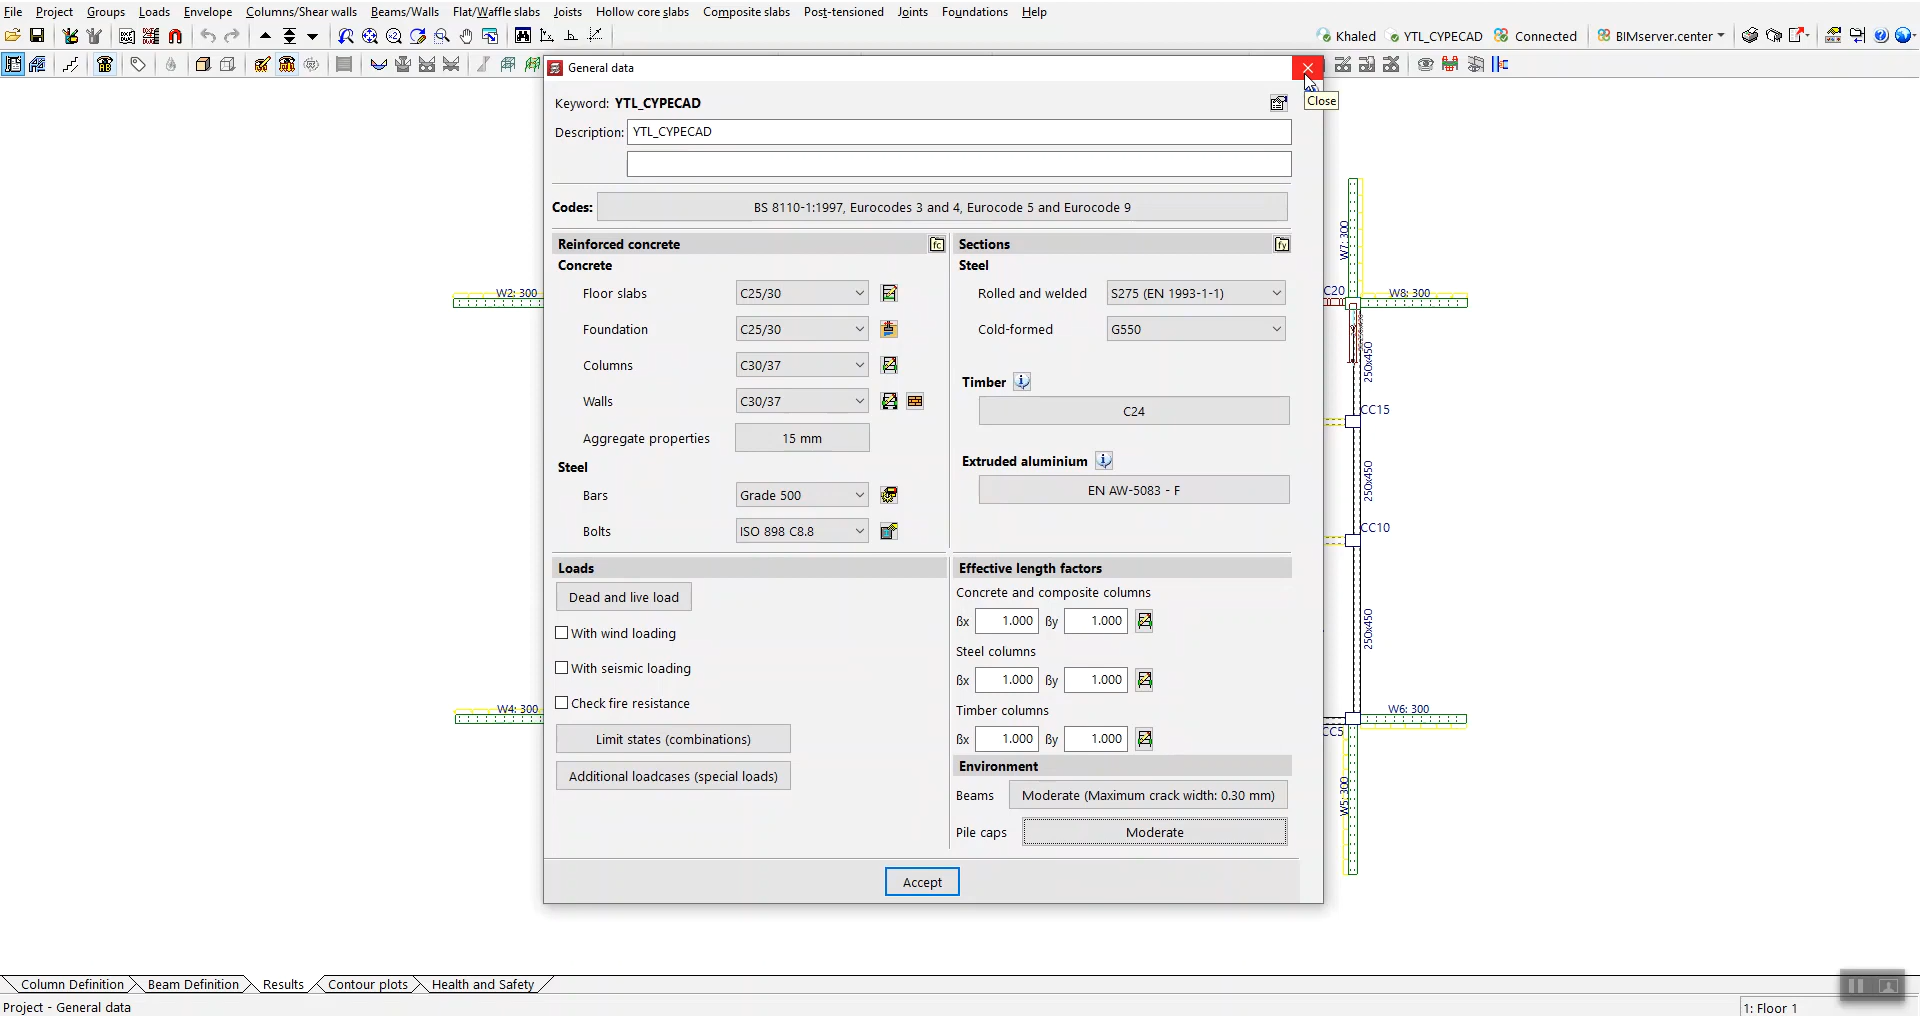 File Project Groups Loads Envelope Columns/Shear walls Beams/Walls Flat/Waffle slabs Joists Hollow core slabs Composite slabs Post-tensioned Joints Foundations Help
Khaled YTL_CYPECAD Connected BIMserver.center
General data
Close
Keyword: YTL_CYPECAD
Description: YTL_CYPECAD
Codes: BS 8110-1:1997, Eurocodes 3 and 4, Eurocode 5 and Eurocode 9
Reinforced concrete
Concrete
Floor slabs C25/30
Foundation C25/30
Columns C30/37
Walls C30/37
Aggregate properties 15 mm
Steel
Bars Grade 500
Bolts ISO 898 C8.8
Sections
Steel
Rolled and welded S275 (EN 1993-1-1)
Cold-formed G550
Timber
C24
Extruded aluminium
EN AW-5083 - F
Loads
Dead and live load
With wind loading
With seismic loading
Check fire resistance
Limit states (combinations)
Additional loadcases (special loads)
Effective length factors
Concrete and composite columns
ßx 1.000 ßy 1.000
Steel columns
ßx 1.000 ßy 1.000
Timber columns
ßx 1.000 ßy 1.000
Environment
Beams Moderate (Maximum crack width: 0.30 mm)
Pile caps Moderate
Accept
W2: 300
W4: 300
W7: 300
C20
W8: 300
250x450
CC15
250x450
CC10
250x450
W6: 300
CC5
W5: 300
Column Definition Beam Definition Results Contour plots Health and Safety
Project - General data
1: Floor 1